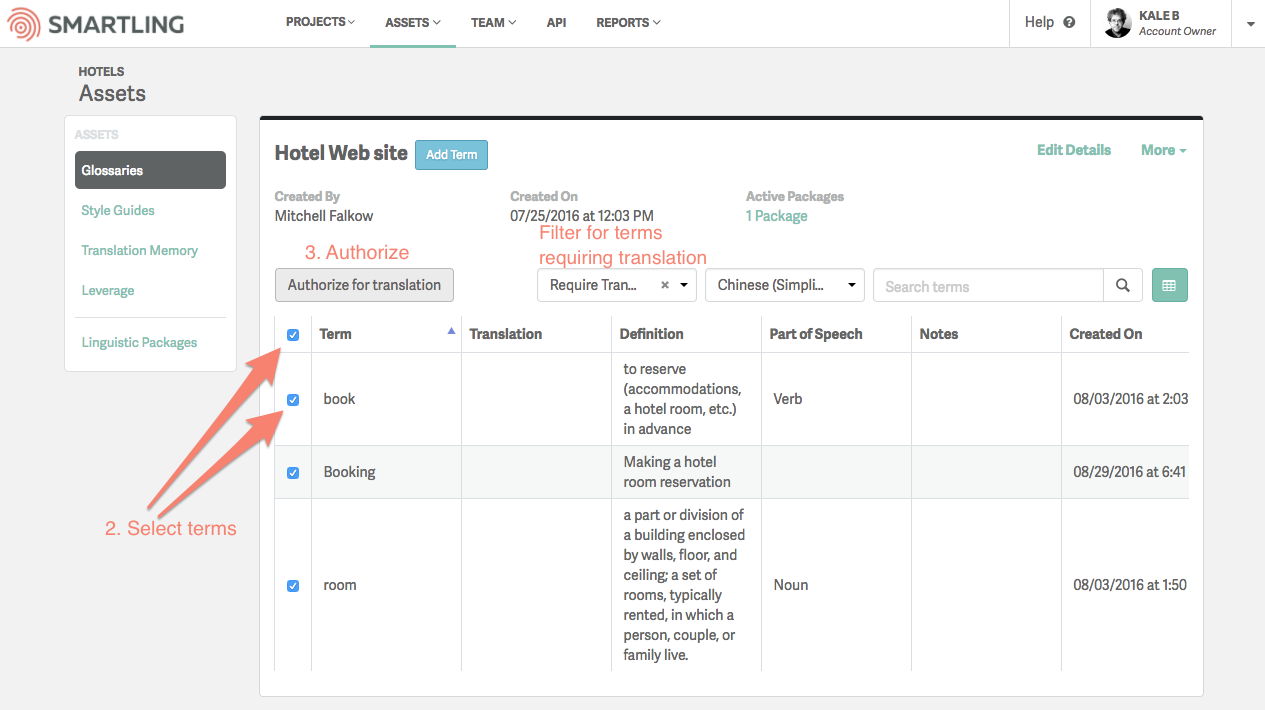 SMARTLING
PROJECTS
ASSETS
TEAM
API
REPORTS
Help
KALE B
Account Owner
HOTELS
Assets
ASSETS
Glossaries
Style Guides
Translation Memory
Leverage
Linguistic Packages
Hotel Web site
Add Term
Edit Details
More
Created By
Mitchell Falkow
Created On
07/25/2016 at 12:03 PM
Active Packages
1 Package
3. Authorize
Filter for terms
requiring translation
Authorize for translation
Require Tran...
Chinese (Simpli...
Search terms
Term
Translation
Definition
Part of Speech
Notes
Created On
book
to reserve
(accommodations,
a hotel room, etc.)
in advance
Verb
08/03/2016 at 2:03
Booking
Making a hotel
room reservation
08/29/2016 at 6:41
2. Select terms
room
a part or division of
a building enclosed
by walls, floor, and
ceiling; a set of
rooms, typically
rented, in which a
person, couple, or
family live.
Noun
08/03/2016 at 1:50